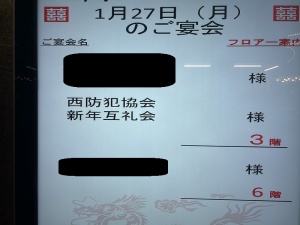 囍 1月27日（月） 囍
のご宴会
ご宴会名 フロアー案内
様
西防犯協会
新年互礼会 様
3階
様
6階